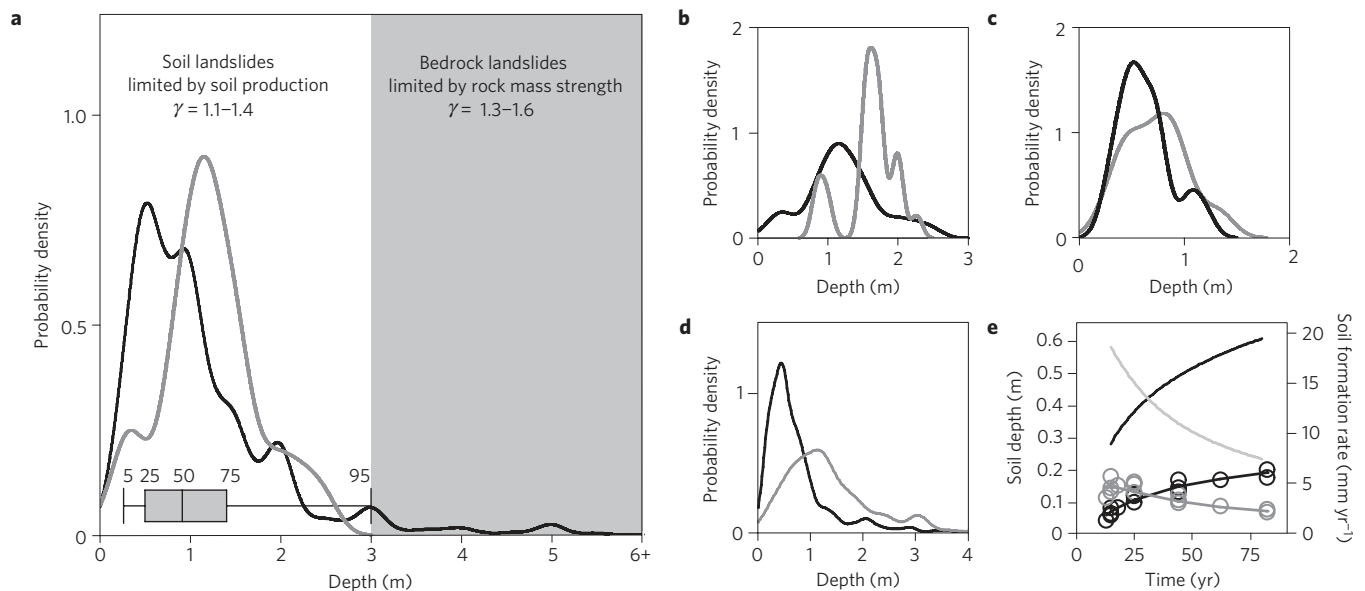 a
Soil landslides
limited by soil production
γ = 1.1–1.4
Bedrock landslides
limited by rock mass strength
γ = 1.3–1.6
1.0
0.5
0
Probability density
5 25 50 75 95
0 1 2 3 4 5 6+
Depth (m)
b
2
1
0
Probability density
0 1 2 3
Depth (m)
c
2
1
0
Probability density
0 1 2
Depth (m)
d
1
0
Probability density
0 1 2 3 4
Depth (m)
e
0.6
0.5
0.4
0.3
0.2
0.1
0
Soil depth (m)
20
15
10
5
0
Soil formation rate (mm yr⁻¹)
0 25 50 75
Time (yr)